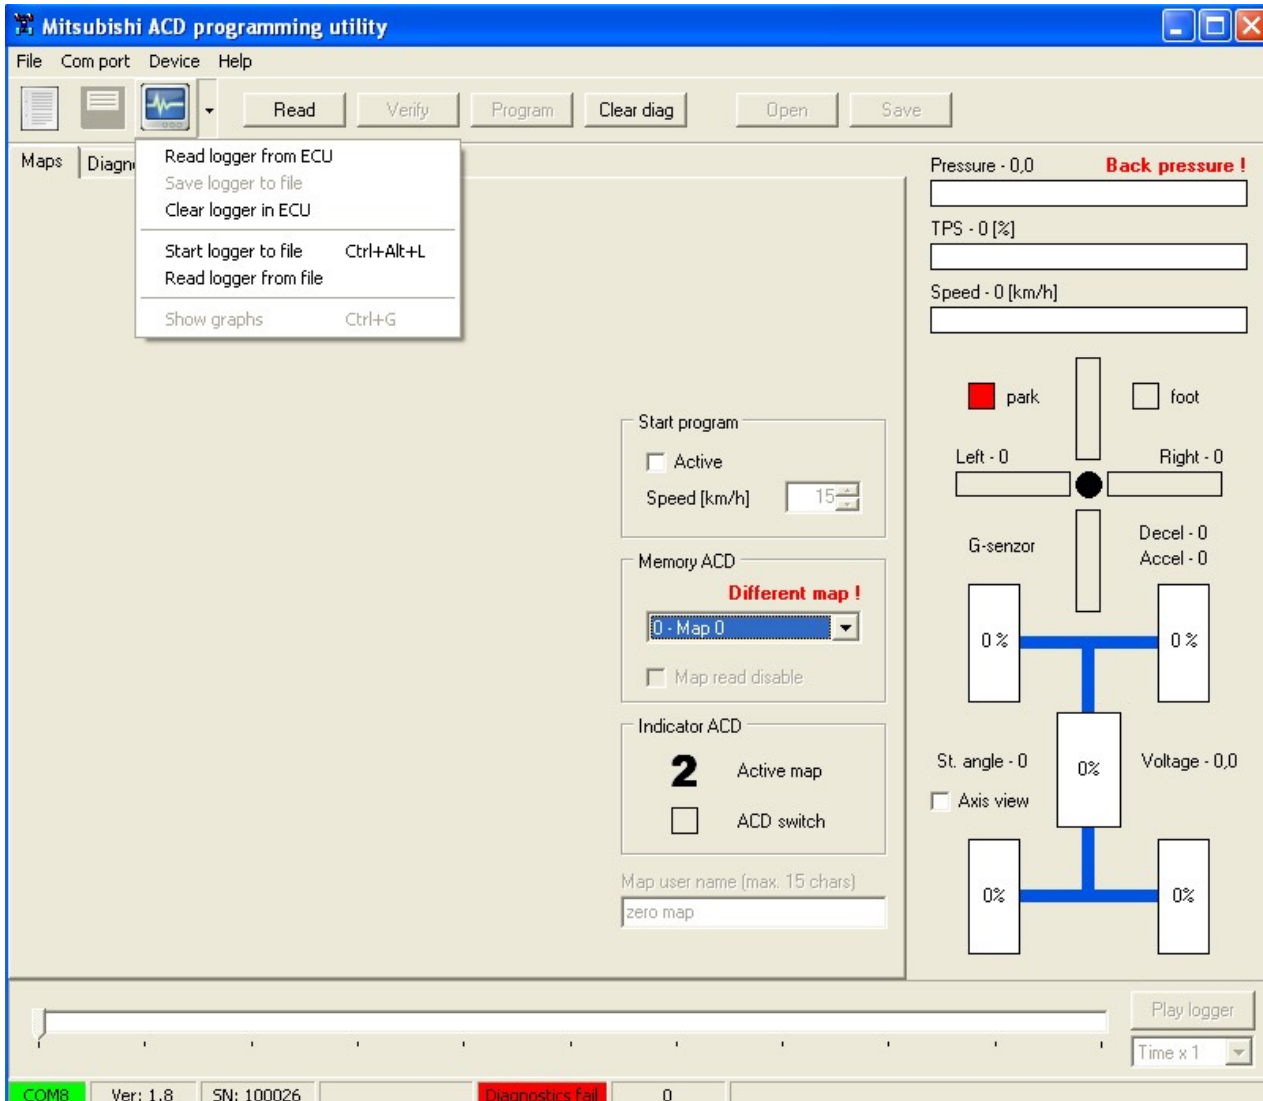 Mitsubishi ACD programming utility
File Com port Device Help
Read Verify Program Clear diag Open Save
Maps
Read logger from ECU
Save logger to file
Clear logger in ECU
Start logger to file Ctrl+Alt+L
Read logger from file
Show graphs Ctrl+G
Start program
Active
Speed [km/h] 15
Memory ACD
Different map !
0 - Map 0
Map read disable
Indicator ACD
2 Active map
ACD switch
Map user name (max. 15 chars)
zero map
Pressure - 0,0 Back pressure !
TPS - 0 [%]
Speed - 0 [km/h]
park foot
Left - 0 Right - 0
G-senzor
Decel - 0
Accel - 0
0 % 0 %
St. angle - 0 0% Voltage - 0,0
Axis view
0% 0%
Play logger
Time x 1
COM8 Ver: 1.8 SN: 100026 Diagnostics fail 0